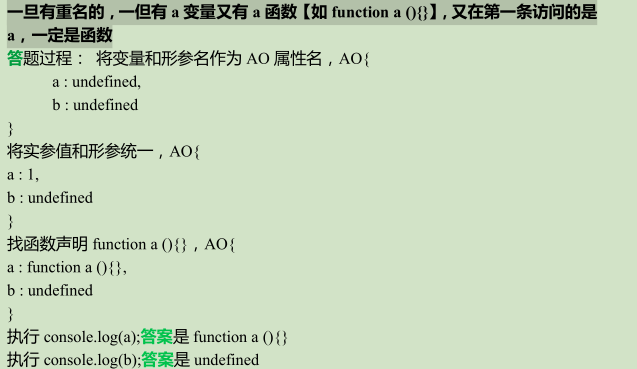 一旦有重名的，一但有 a 变量又有 a 函数【如 function a (){}】，又在第一条访问的是
a，一定是函数
答题过程： 将变量和形参名作为 AO 属性名，AO{
a : undefined,
b : undefined
}
将实参值和形参统一，AO{
a : 1,
b : undefined
}
找函数声明 function a (){}，AO{
a : function a (){},
b : undefined
}
执行 console.log(a);答案是 function a (){}
执行 console.log(b);答案是 undefined